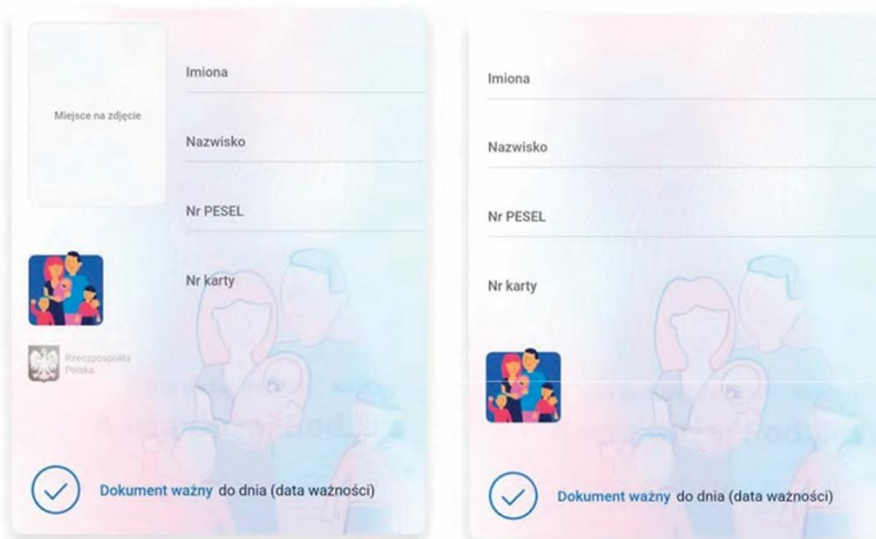 Miejsce na zdjęcie
Imiona
Nazwisko
Nr PESEL
Nr karty
Rzeczpospolita
Polska
Dokument ważny do dnia (data ważności)
Imiona
Nazwisko
Nr PESEL
Nr karty
Dokument ważny do dnia (data ważności)